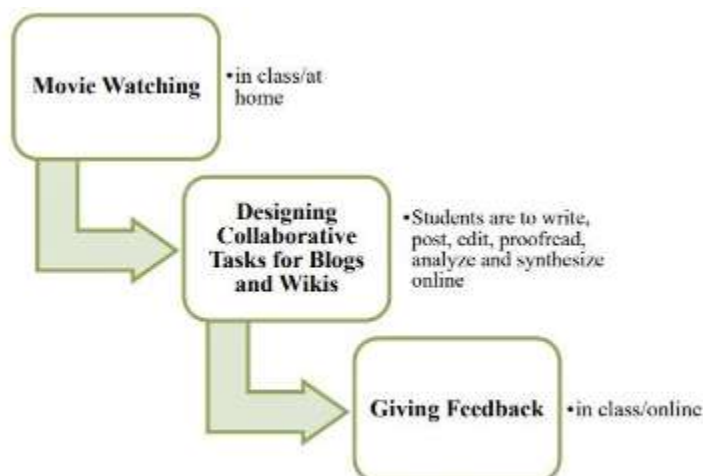 Movie Watching
•in class/at
home
Designing
Collaborative
Tasks for Blogs
and Wikis
•Students are to write,
post, edit, proofread,
analyze and synthesize
online
Giving Feedback
•in class/online